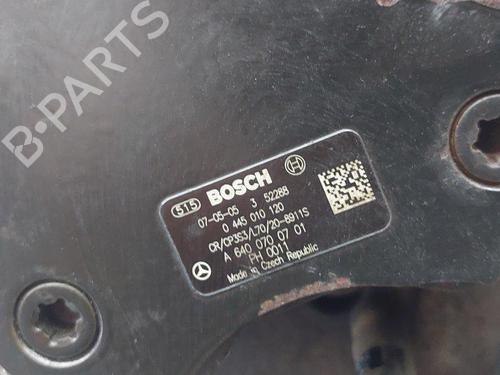 B-PARTS
515 BOSCH
07-05-05 3 52288
0 445 010 120
CR/CP3S3/L70/20-8911S
A 640 070 07 01
PH 0011
Made in Czech Republic